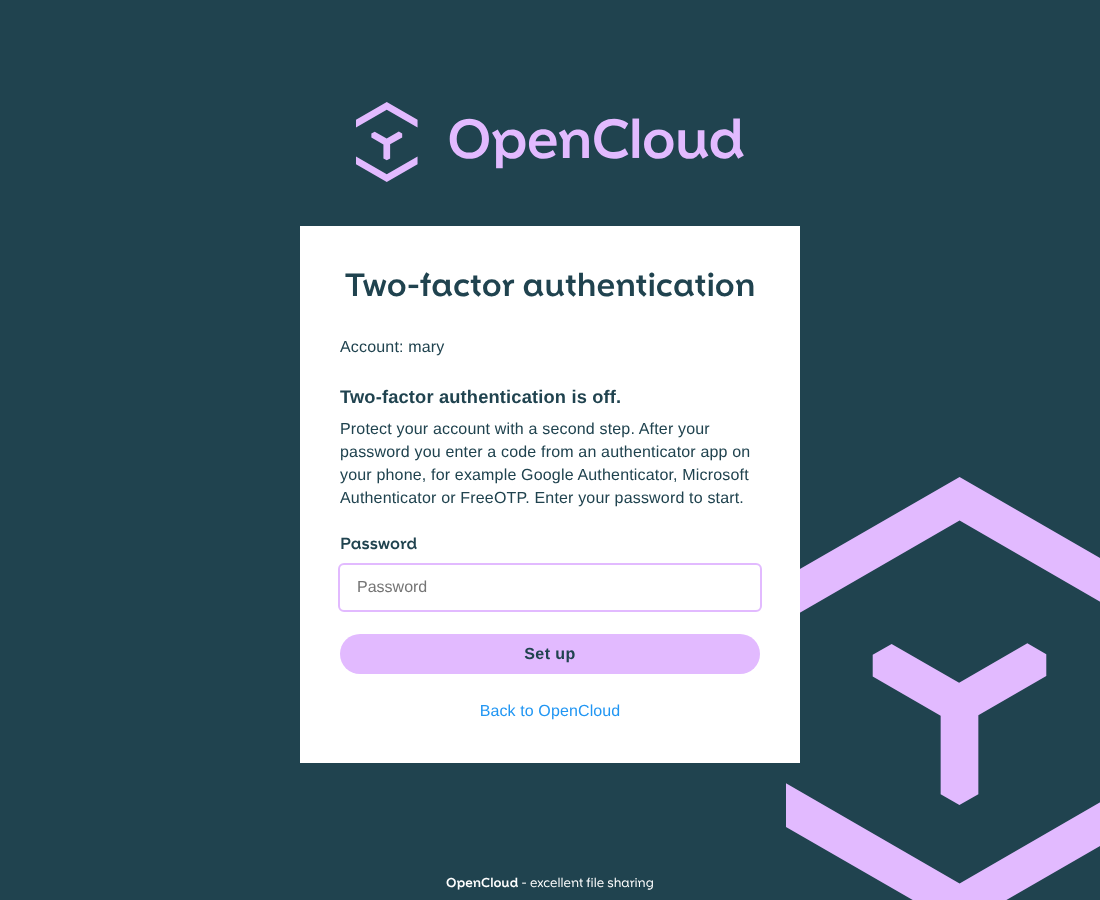 OpenCloud
Two-factor authentication
Account: mary
Two-factor authentication is off.
Protect your account with a second step. After your
password you enter a code from an authenticator app on
your phone, for example Google Authenticator, Microsoft
Authenticator or FreeOTP. Enter your password to start.
Password
Password
Set up
Back to OpenCloud
OpenCloud - excellent file sharing